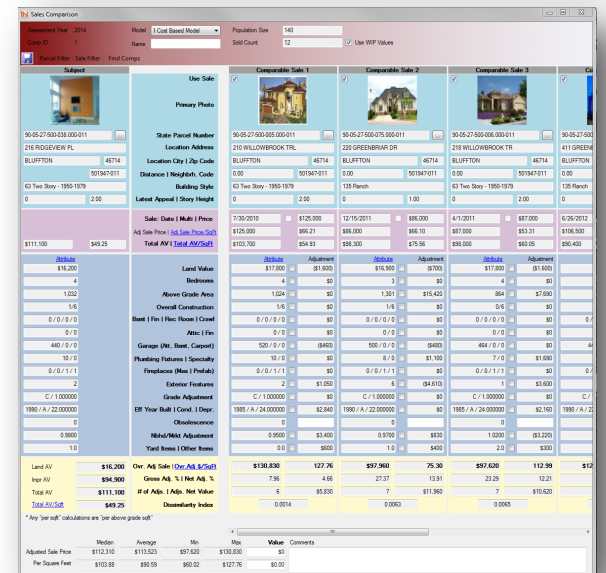 Sales Comparison
Assessment Year 2014 Model 1 Cost Based Model Population Size 140
Comp ID 1 Name Sold Count 12 Use WIP Values
Parcel Filter Sale Filter Find Comps
Subject Comparable Sale 1 Comparable Sale 2 Comparable Sale 3 Co
Use Sale
Primary Photo
90-05-27-500-038.000-011 ... State Parcel Number 90-05-27-500-005.000-011 ... 90-05-27-500-075.000-011 ... 90-05-27-500-006.000-011 ... 90-05-27-500
216 RIDGEVIEW PL Location Address 210 WILLOWBROOK TRL 220 GREENBRIAR DR 218 WILLOWBROOK TR 411 GREENB
BLUFFTON 46714 Location City | Zip Code BLUFFTON 46714 BLUFFTON 46714 BLUFFTON 46714 BLUFFTON
501947-011 Distance | Neighbrh. Code 0.00 501947-011 0.00 501947-011 0.00 501947-011 0.00
63 Two Story - 1950-1979 Building Style 63 Two Story - 1950-1979 135 Ranch 63 Two Story - 1950-1979 135 Ranch
0 2.00 Latest Appeal | Story Height 0 2.00 0 1.00 0 2.00 0
Sale: Date | Multi | Price 7/30/2010 $125,000 12/15/2011 $86,000 4/1/2011 $87,000 6/26/2012
Adj Sale Price | Adj Sale Price/SqFt $125,000 $66.21 $86,000 $66.10 $87,000 $53.31 $106,500
$111,100 $49.25 Total AV | Total AV/SqFt $103,700 $54.93 $98,300 $75.56 $98,000 $60.05 $90,400
Attribute Attribute Adjustment Attribute Adjustment Attribute Adjustment Attribute
$16,200 Land Value $17,800 ($1,600) $16,900 ($700) $17,800 ($1,600)
4 Bedrooms 4 $0 3 $0 4 $0
1,032 Above Grade Area 1,024 $0 1,301 $15,420 864 $7,690
1/6 Overall Construction 1/6 $0 1/6 $0 0/6 $0
0 / 0 / 0 / 0 Bsmt | Fin | Rec Room | Crawl 0 / 0 / 0 / 0 $0 0 / 0 / 0 / 0 $0 0 / 0 / 0 / 0 $0 0 /
0 / 0 Attic | Fin 0 / 0 $0 0 / 0 $0 0 / 0 $0
440 / 0 / 0 Garage (Att, Bsmt, Carport) 520 / 0 / 0 ($460) 500 / 0 / 0 ($480) 464 / 0 / 0 $0 44
10 / 0 Plumbing Fixtures | Specialty 10 / 0 $0 8 / 0 $1,100 7 / 0 $1,690
0 / 0 / 1 / 1 Fireplaces (Mas | Prefab) 0 / 0 / 1 / 1 $0 0 / 0 / 1 / 1 $0 0 / 0 / 1 / 1 $0 0 /
2 Exterior Features 2 $1,050 6 ($4,610) 1 $3,600
C / 1.000000 Grade Adjustment C / 1.000000 $0 C / 1.000000 $0 C / 1.000000 $0 C /
1990 / A / 22.000000 Eff Year Built | Cond. | Depr. 1985 / A / 24.000000 $2,840 1990 / A / 22.000000 $0 1985 / A / 24.000000 $2,160 1990 / A / 2
0 Obsolescence 0 0 0
0.9800 Nbhd/Mrkt Adjustment 0.9500 $3,400 0.9700 $830 1.0200 ($3,220)
1.0 Yard Items | Other Items 0.0 $600 1.0 $400 2.0 $300
Land AV $16,200 Ovr. Adj Sale | Ovr.Adj $/SqFt $130,830 127.76 $97,960 75.30 $97,620 112.99 $12
Impr AV $94,900 Gross Adj. % | Net Adj. % 7.96 4.66 27.37 13.91 23.29 12.21
Total AV $111,100 # of Adjs. | Adjs. Net Value 6 $5,830 7 $11,960 7 $10,620
Total AV/Sqft $49.25 Dissimilarity Index 0.0014 0.0063 0.0065
* Any "per sqft" calculations are "per above grade sqft"
Median Average Min Max Value Comments
Adjusted Sale Price $112,310 $113,523 $97,620 $130,830 $0
Per Square Feet $103.88 $90.59 $60.02 $127.76 $0.00